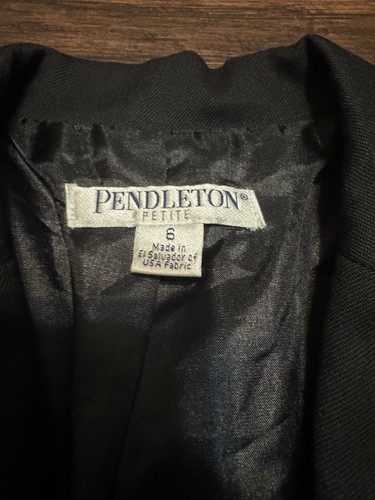 PENDLETON®
PETITE
6
Made in
El Salvador of
USA Fabric